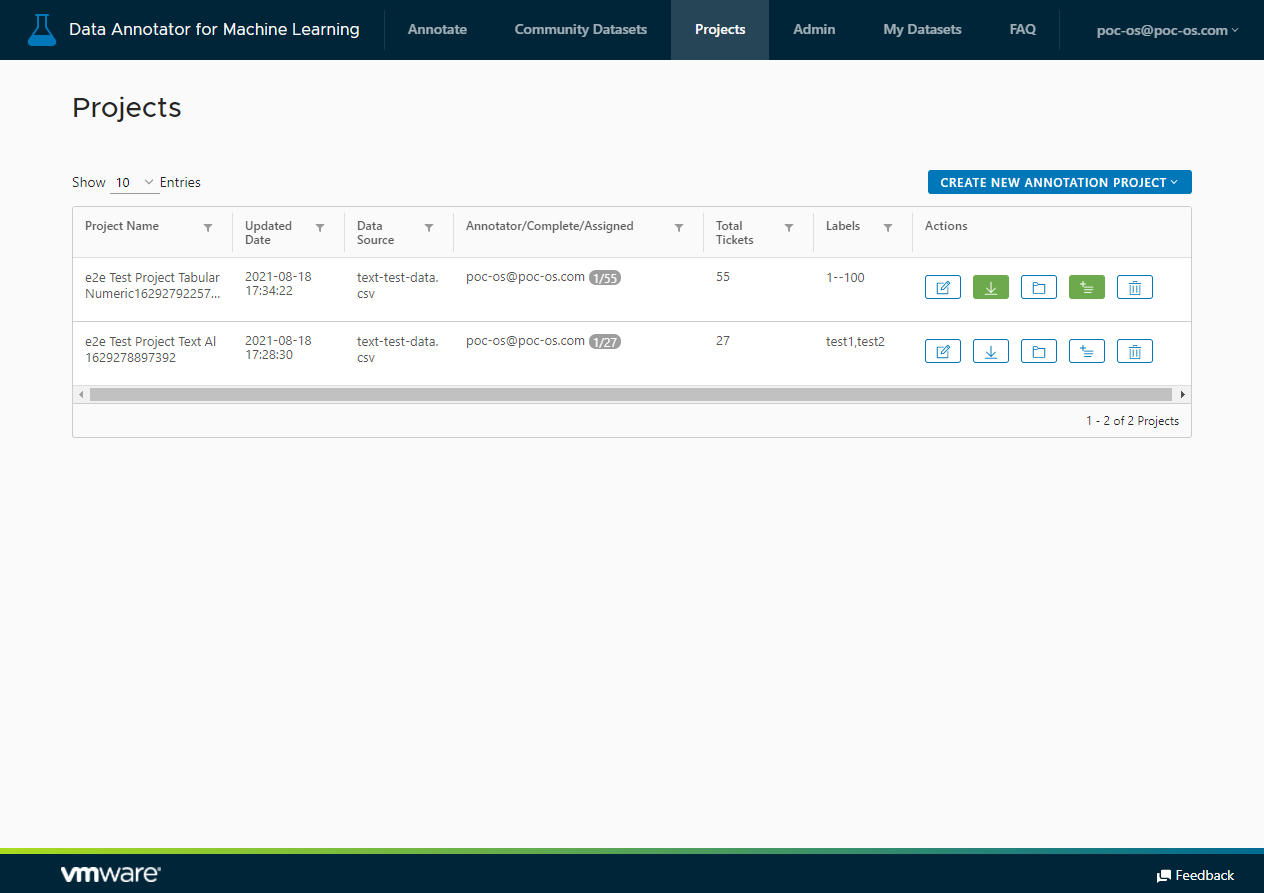 Data Annotator for Machine Learning
Annotate
Community Datasets
Projects
Admin
My Datasets
FAQ
poc-os@poc-os.com
Projects
Show 10 Entries
CREATE NEW ANNOTATION PROJECT
Project Name
Updated
Date
Data
Source
Annotator/Complete/Assigned
Total
Tickets
Labels
Actions
e2e Test Project Tabular
Numeric16292792257...
2021-08-18
17:34:22
text-test-data.
csv
poc-os@poc-os.com 1/55
55
1--100
e2e Test Project Text Al
1629278897392
2021-08-18
17:28:30
text-test-data.
csv
poc-os@poc-os.com 1/27
27
test1,test2
1 - 2 of 2 Projects
vmware
Feedback